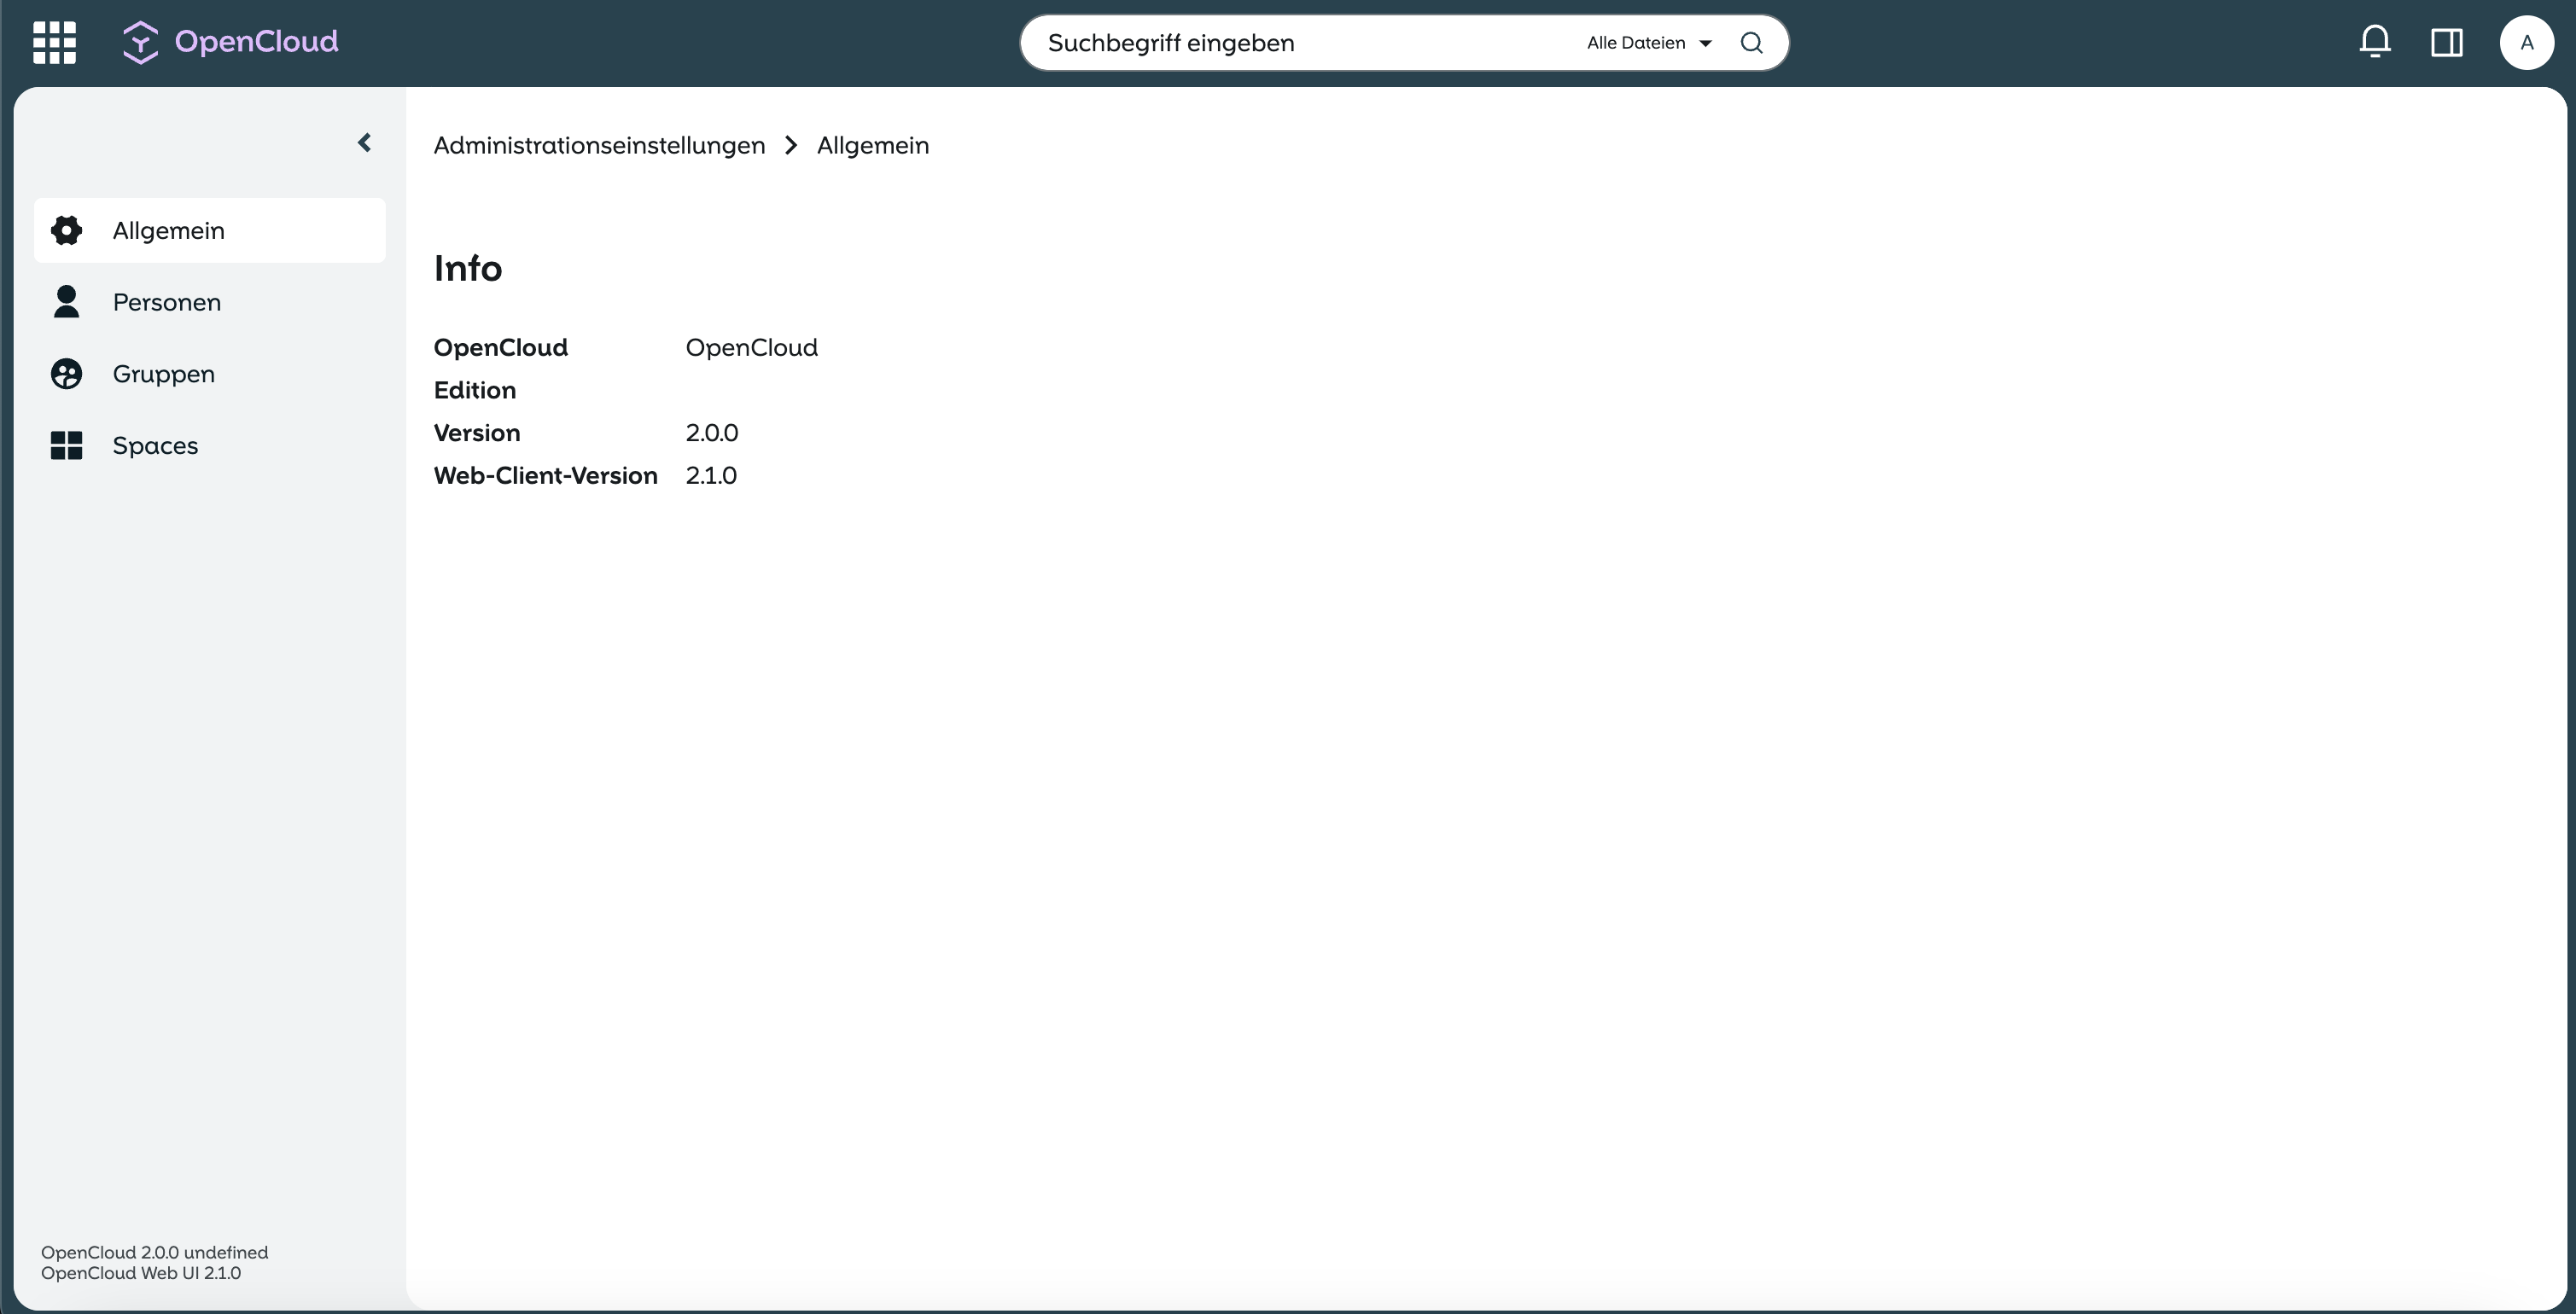 OpenCloud
Suchbegriff eingeben
Alle Dateien
A
Administrationseinstellungen Allgemein
Allgemein
Personen
Gruppen
Spaces
Info
OpenCloud OpenCloud
Edition
Version 2.0.0
Web-Client-Version 2.1.0
OpenCloud 2.0.0 undefined
OpenCloud Web UI 2.1.0